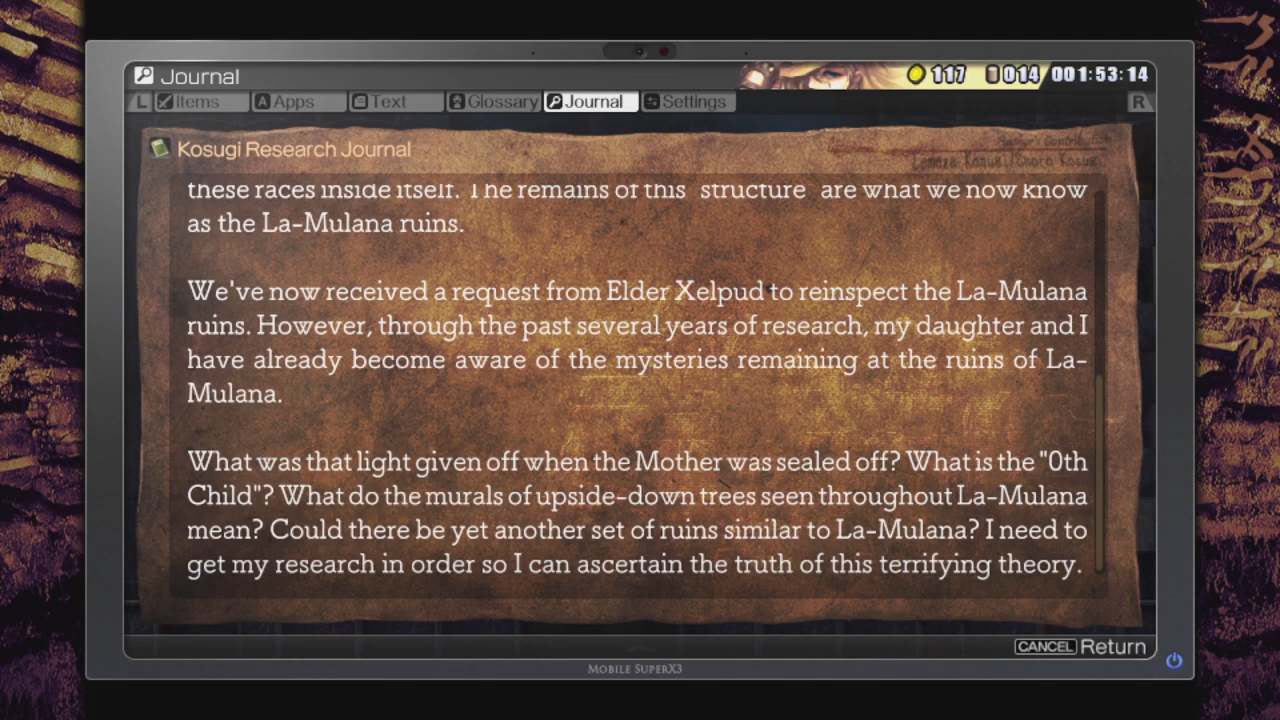 Journal
117 014 001:53:14
L Items A Apps Text Glossary Journal Settings R
Kosugi Research Journal
Lemeza Kosugi/Shorn Kosugi
these races inside itself. The remains of this structure are what we now know
as the La-Mulana ruins.
We've now received a request from Elder Xelpud to reinspect the La-Mulana
ruins. However, through the past several years of research, my daughter and I
have already become aware of the mysteries remaining at the ruins of La-
Mulana.
What was that light given off when the Mother was sealed off? What is the "0th
Child"? What do the murals of upside-down trees seen throughout La-Mulana
mean? Could there be yet another set of ruins similar to La-Mulana? I need to
get my research in order so I can ascertain the truth of this terrifying theory.
CANCEL Return
MOBILE SUPERX3